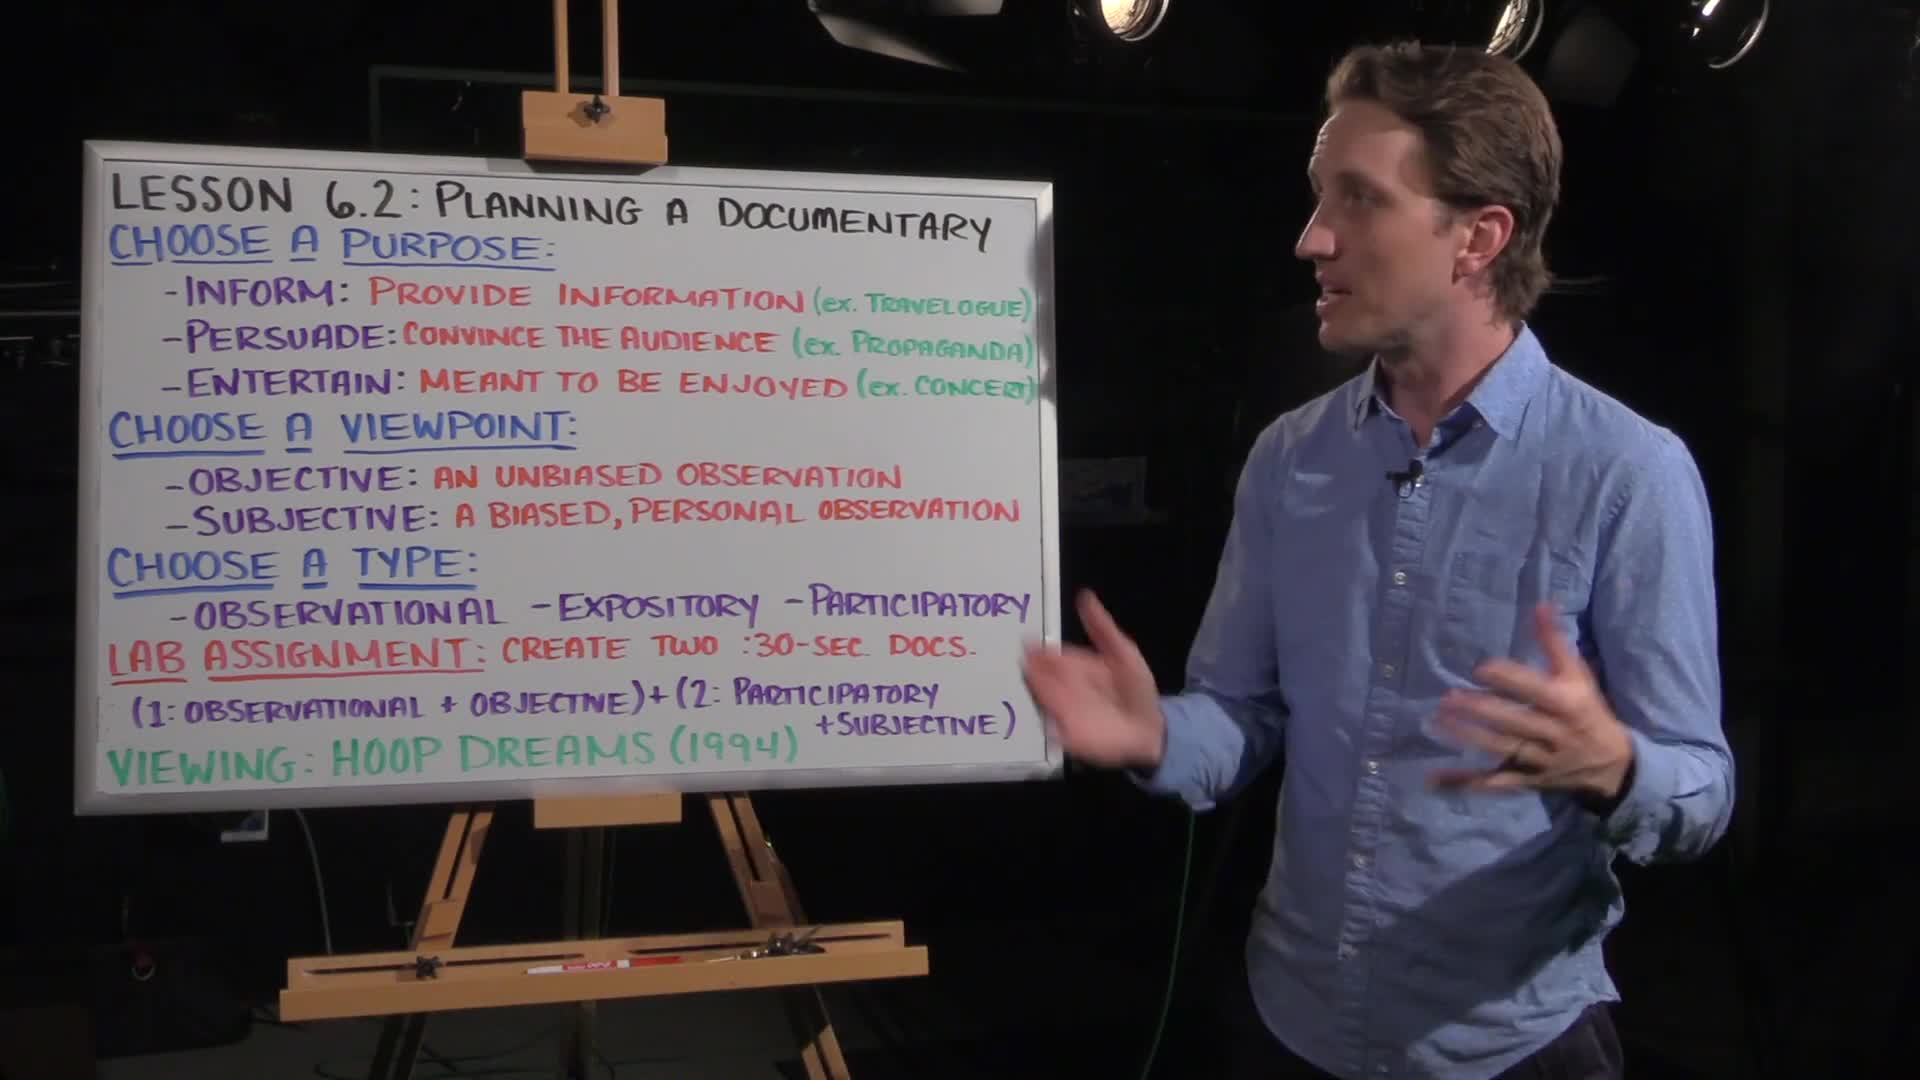 LESSON 6.2: PLANNING A DOCUMENTARY
CHOOSE A PURPOSE:
-INFORM: PROVIDE INFORMATION (ex. TRAVELOGUE)
-PERSUADE: CONVINCE THE AUDIENCE (ex. PROPAGANDA)
-ENTERTAIN: MEANT TO BE ENJOYED (ex. CONCERT)
CHOOSE A VIEWPOINT:
-OBJECTIVE: AN UNBIASED OBSERVATION
-SUBJECTIVE: A BIASED, PERSONAL OBSERVATION
CHOOSE A TYPE:
-OBSERVATIONAL -EXPOSITORY -PARTICIPATORY
LAB ASSIGNMENT: CREATE TWO :30-SEC. DOCS.
(1: OBSERVATIONAL + OBJECTIVE) + (2: PARTICIPATORY
+SUBJECTIVE)
VIEWING: HOOP DREAMS (1994)